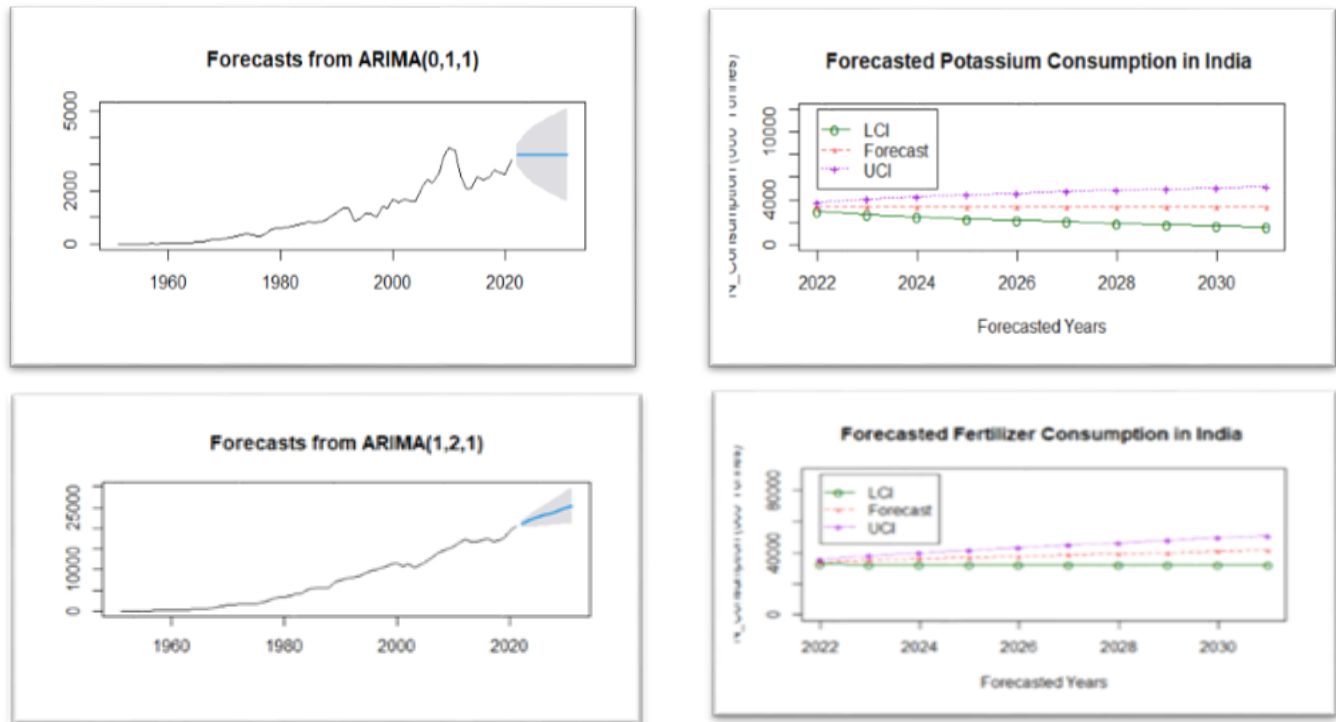 Forecasts from ARIMA(0,1,1)
5000
2000
0
1960 1980 2000 2020
Forecasted Potassium Consumption in India
10000
4000
0
LCI
Forecast
UCI
2022 2024 2026 2028 2030
Forecasted Years
Forecasts from ARIMA(1,2,1)
25000
10000
0
1960 1980 2000 2020
Forecasted Fertilizer Consumption in India
80000
40000
0
LCI
Forecast
UCI
2022 2024 2026 2028 2030
Forecasted Years